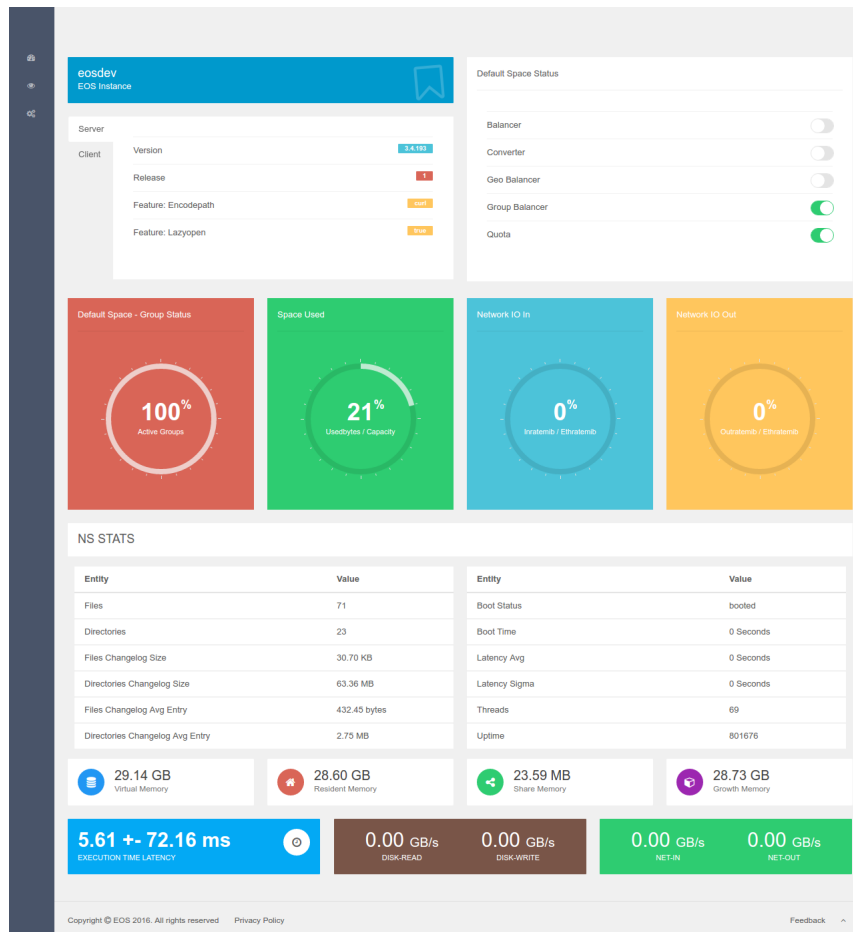 eosdev
EOS Instance
Default Space Status
Server
Client
Version 3.4.193
Release 1
Feature: Encodepath curl
Feature: Lazyopen true
Balancer
Converter
Geo Balancer
Group Balancer
Quota
Default Space - Group Status
100%
Active Groups
Space Used
21%
Usedbytes / Capacity
Network IO In
0%
Inratemib / Ethratemib
Network IO Out
0%
Outratemib / Ethratemib
NS STATS
Entity Value
Files 71
Directories 23
Files Changelog Size 30.70 KB
Directories Changelog Size 63.36 MB
Files Changelog Avg Entry 432.45 bytes
Directories Changelog Avg Entry 2.75 MB
Entity Value
Boot Status booted
Boot Time 0 Seconds
Latency Avg 0 Seconds
Latency Sigma 0 Seconds
Threads 69
Uptime 801676
29.14 GB
Virtual Memory
28.60 GB
Resident Memory
23.59 MB
Share Memory
28.73 GB
Growth Memory
5.61 +- 72.16 ms
EXECUTION TIME LATENCY
0.00 GB/s
DISK-READ
0.00 GB/s
DISK-WRITE
0.00 GB/s
NET-IN
0.00 GB/s
NET-OUT
Copyright © EOS 2016. All rights reserved Privacy Policy Feedback